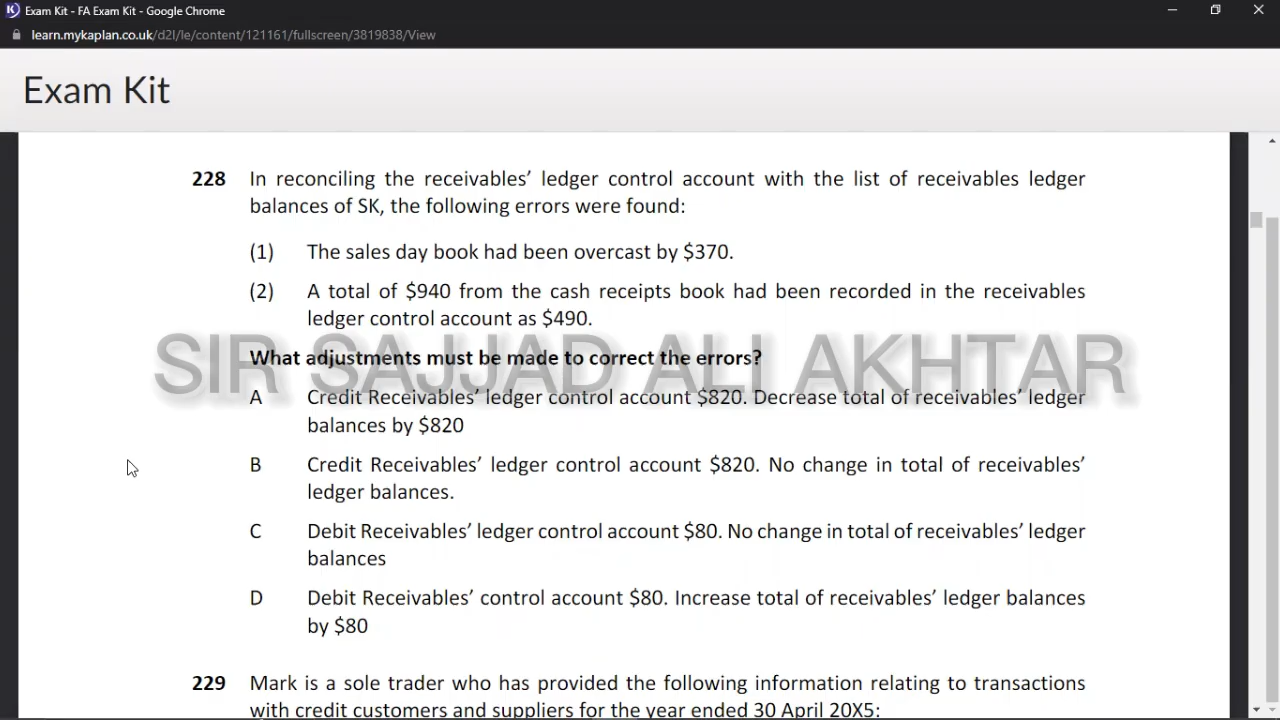 Exam Kit - FA Exam Kit - Google Chrome
learn.mykaplan.co.uk/d2l/le/content/121161/fullscreen/3819838/View
Exam Kit
228 In reconciling the receivables’ ledger control account with the list of receivables ledger
balances of SK, the following errors were found:
(1) The sales day book had been overcast by $370.
(2) A total of $940 from the cash receipts book had been recorded in the receivables
ledger control account as $490.
SIR SAJJAD ALI AKHTAR
What adjustments must be made to correct the errors?
A Credit Receivables’ ledger control account $820. Decrease total of receivables’ ledger
balances by $820
B Credit Receivables’ ledger control account $820. No change in total of receivables’
ledger balances.
C Debit Receivables’ ledger control account $80. No change in total of receivables’ ledger
balances
D Debit Receivables’ control account $80. Increase total of receivables’ ledger balances
by $80
229 Mark is a sole trader who has provided the following information relating to transactions
with credit customers and suppliers for the year ended 30 April 20X5: